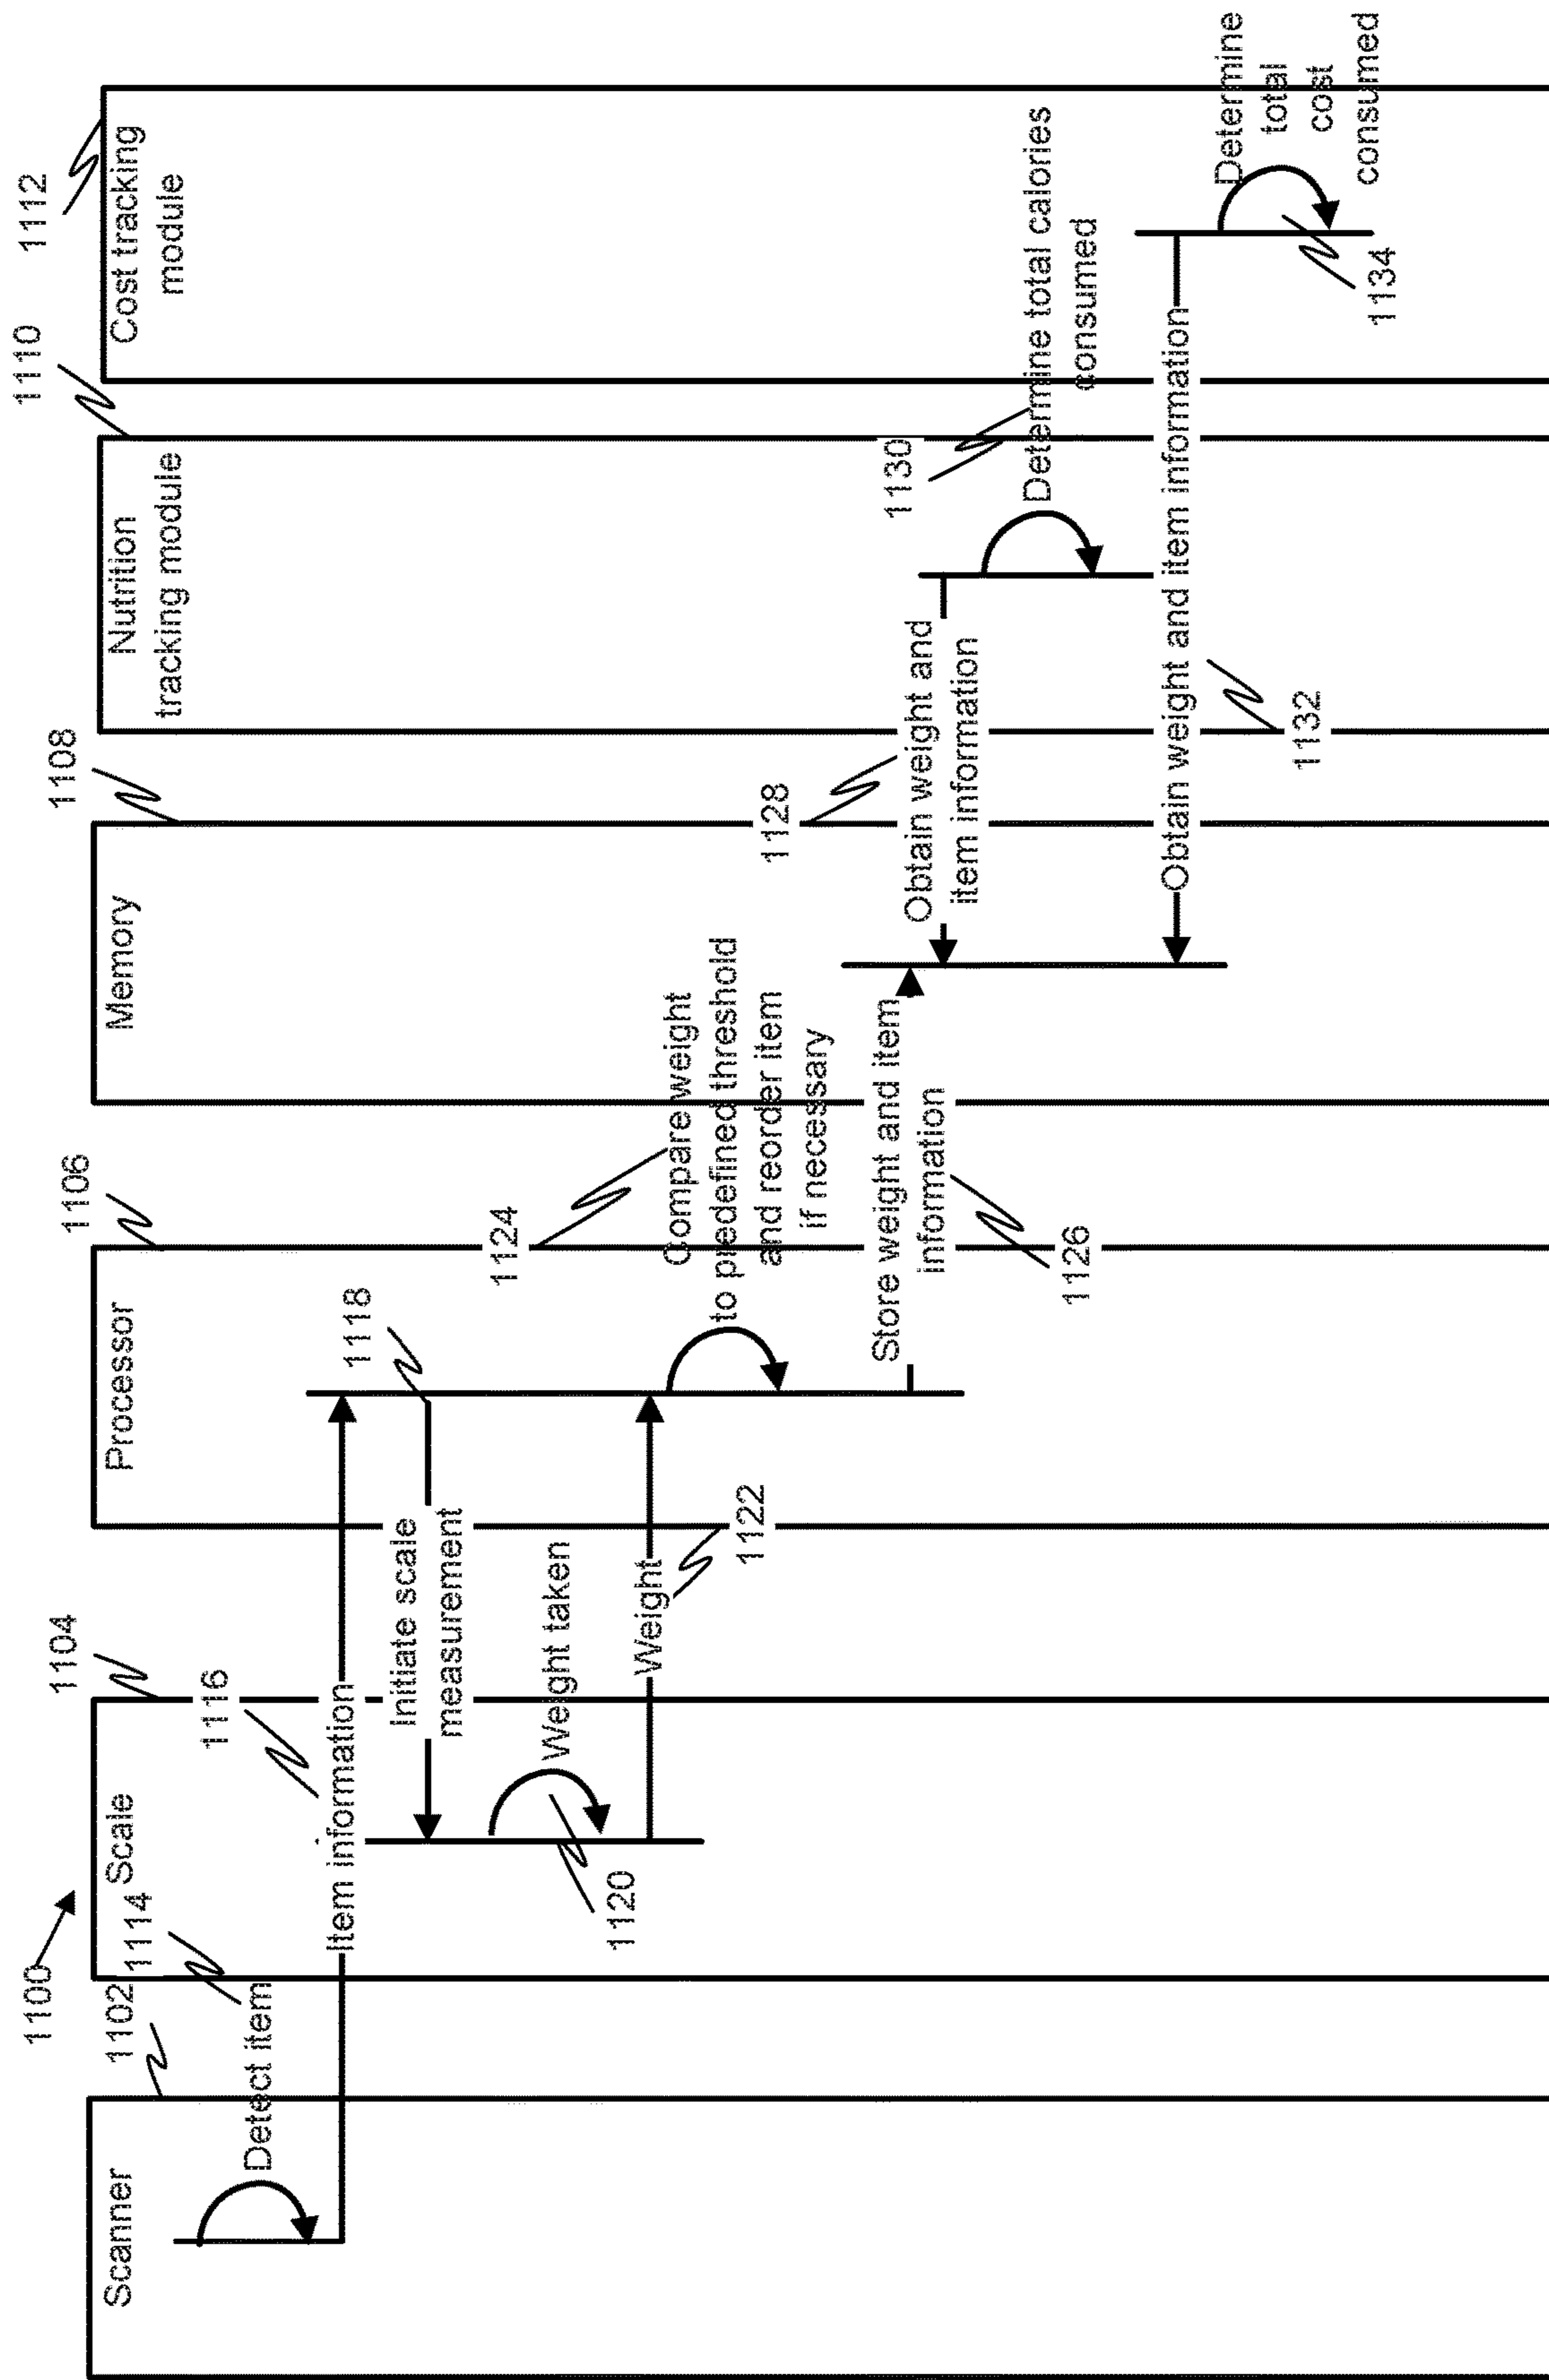 1100
1102
1104
1106
1108
1110
1112
Scanner
Scale
Processor
Memory
Nutrition
tracking module
Cost tracking
module
1114
Detect item
1116
Item information
1118
Initiate scale
measurement
Weight taken
1120
Weight
1122
1124
Compare weight
to predefined threshold
and reorder item
if necessary
Store weight and item
information
1126
1128
Obtain weight and
item information
1130
Determine total calories
consumed
Obtain weight and item information
1132
Determine
total
cost
consumed
1134